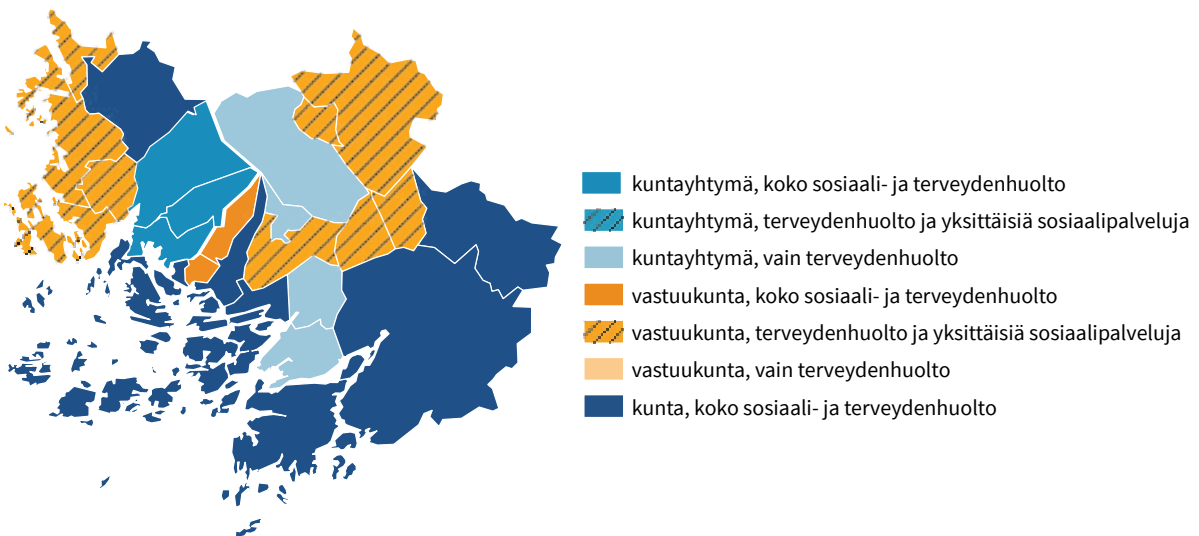 kuntayhtymä, koko sosiaali- ja terveydenhuolto
kuntayhtymä, terveydenhuolto ja yksittäisiä sosiaalipalveluja
kuntayhtymä, vain terveydenhuolto
vastuukunta, koko sosiaali- ja terveydenhuolto
vastuukunta, terveydenhuolto ja yksittäisiä sosiaalipalveluja
vastuukunta, vain terveydenhuolto
kunta, koko sosiaali- ja terveydenhuolto